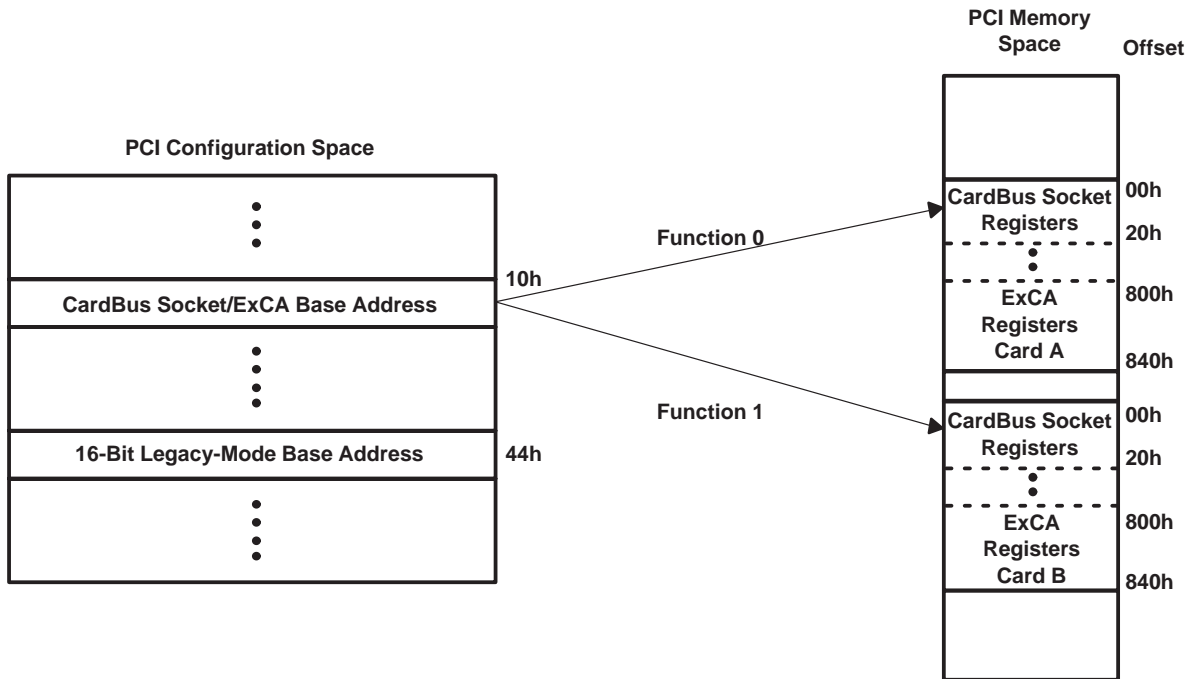 PCI Memory
Space
Offset
PCI Configuration Space
CardBus Socket
Registers
00h
20h
Function 0
10h
CardBus Socket/ExCA Base Address
ExCA
Registers
Card A
800h
840h
Function 1
CardBus Socket
Registers
00h
20h
16-Bit Legacy-Mode Base Address
44h
ExCA
Registers
Card B
800h
840h